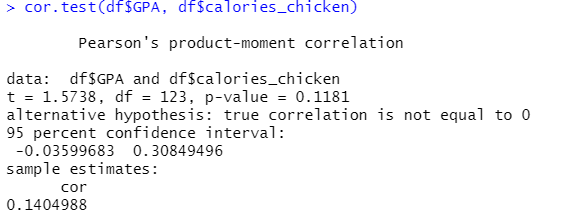 > cor.test(df$GPA, df$calories_chicken)
Pearson's product-moment correlation
data:  df$GPA and df$calories_chicken
t = 1.5738, df = 123, p-value = 0.1181
alternative hypothesis: true correlation is not equal to 0
95 percent confidence interval:
 -0.03599683  0.30849496
sample estimates:
cor
0.1404988